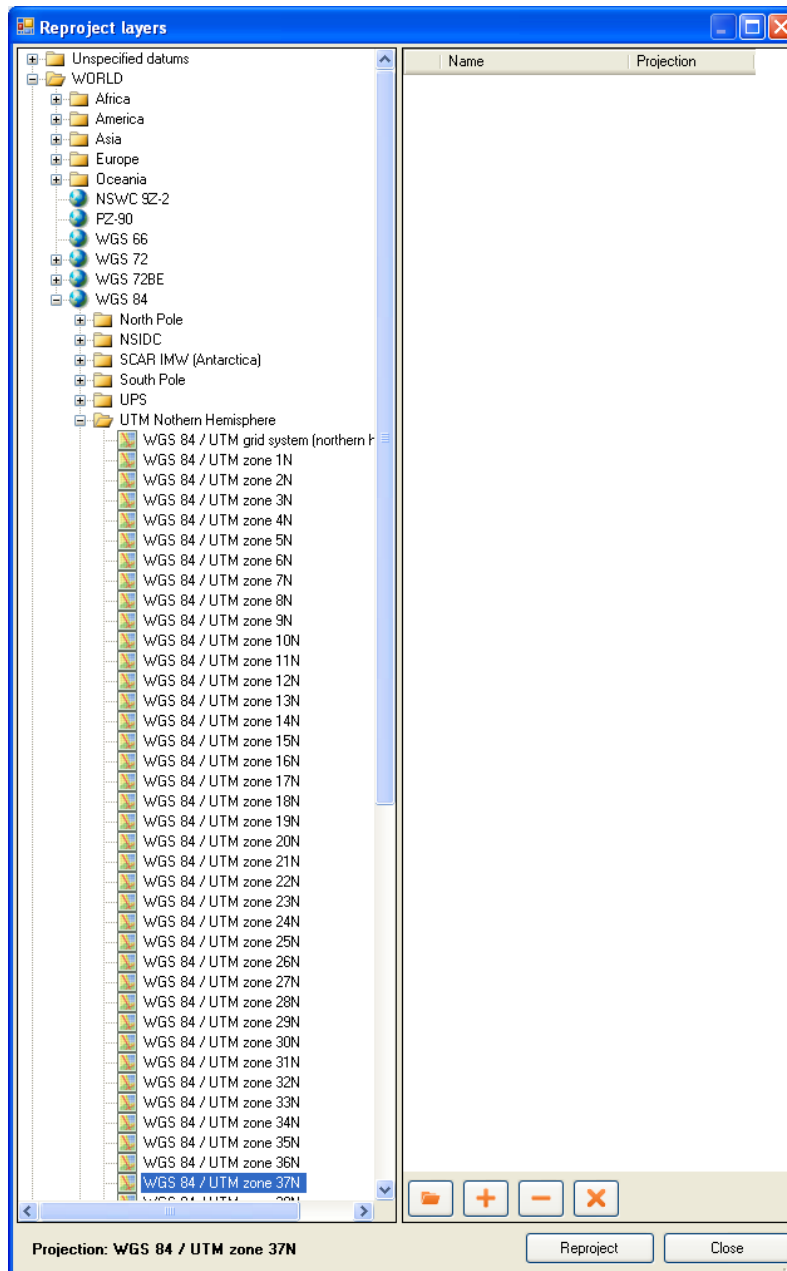 Reproject layers
Unspecified datums
WORLD
Africa
America
Asia
Europe
Oceania
NSWC 9Z-2
PZ-90
WGS 66
WGS 72
WGS 72BE
WGS 84
North Pole
NSIDC
SCAR IMW (Antarctica)
South Pole
UPS
UTM Nothern Hemisphere
WGS 84 / UTM grid system (northern h
WGS 84 / UTM zone 1N
WGS 84 / UTM zone 2N
WGS 84 / UTM zone 3N
WGS 84 / UTM zone 4N
WGS 84 / UTM zone 5N
WGS 84 / UTM zone 6N
WGS 84 / UTM zone 7N
WGS 84 / UTM zone 8N
WGS 84 / UTM zone 9N
WGS 84 / UTM zone 10N
WGS 84 / UTM zone 11N
WGS 84 / UTM zone 12N
WGS 84 / UTM zone 13N
WGS 84 / UTM zone 14N
WGS 84 / UTM zone 15N
WGS 84 / UTM zone 16N
WGS 84 / UTM zone 17N
WGS 84 / UTM zone 18N
WGS 84 / UTM zone 19N
WGS 84 / UTM zone 20N
WGS 84 / UTM zone 21N
WGS 84 / UTM zone 22N
WGS 84 / UTM zone 23N
WGS 84 / UTM zone 24N
WGS 84 / UTM zone 25N
WGS 84 / UTM zone 26N
WGS 84 / UTM zone 27N
WGS 84 / UTM zone 28N
WGS 84 / UTM zone 29N
WGS 84 / UTM zone 30N
WGS 84 / UTM zone 31N
WGS 84 / UTM zone 32N
WGS 84 / UTM zone 33N
WGS 84 / UTM zone 34N
WGS 84 / UTM zone 35N
WGS 84 / UTM zone 36N
WGS 84 / UTM zone 37N
Name Projection
Projection: WGS 84 / UTM zone 37N
Reproject Close